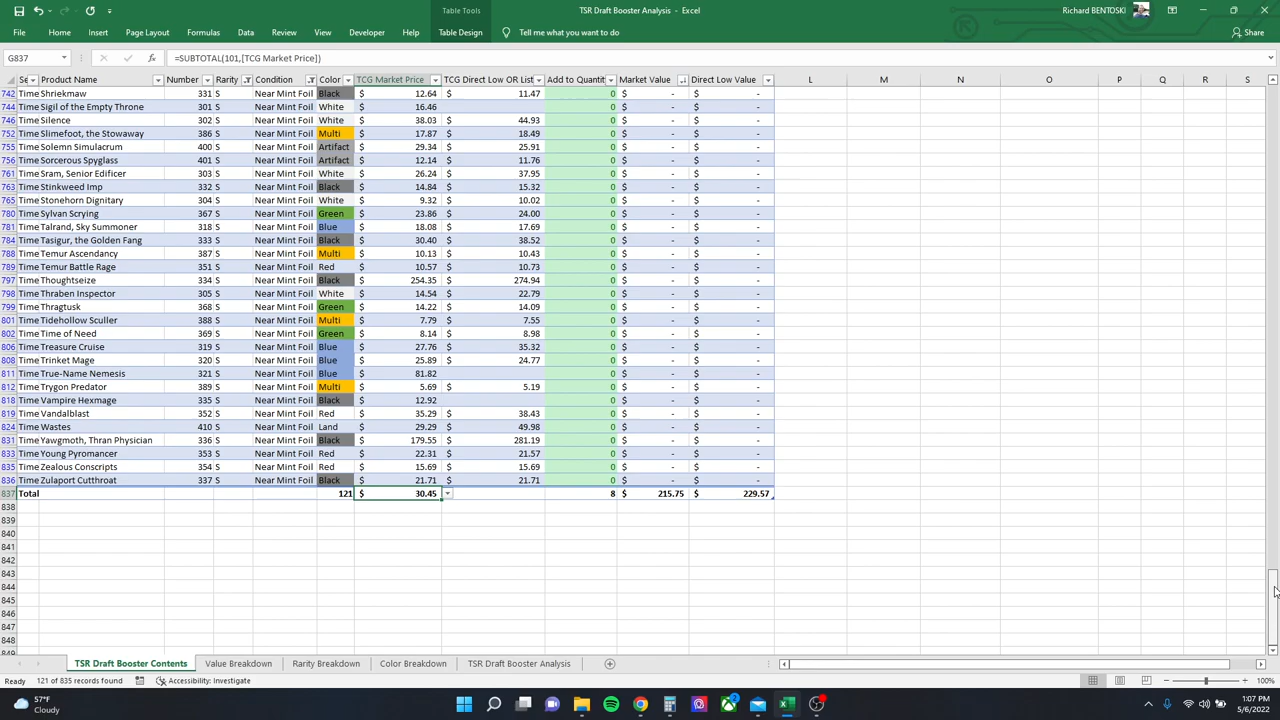 Table Tools
TSR Draft Booster Analysis - Excel
Richard BENTOSKI
File Home Insert Page Layout Formulas Data Review View Developer Help Table Design Tell me what you want to do Share
G837 fx =SUBTOTAL(101,[TCG Market Price])
Se Product Name Number Rarity Condition Color TCG Market Price TCG Direct Low OR List Add to Quantit Market Value Direct Low Value L M N O P Q R S
742 Time Shriekmaw 331 S Near Mint Foil Black $ 12.64 $ 11.47 0 $ - $ -
744 Time Sigil of the Empty Throne 301 S Near Mint Foil White $ 16.46 0 $ - $ -
746 Time Silence 302 S Near Mint Foil White $ 38.03 $ 44.93 0 $ - $ -
752 Time Slimefoot, the Stowaway 386 S Near Mint Foil Multi $ 17.87 $ 18.49 0 $ - $ -
755 Time Solemn Simulacrum 400 S Near Mint Foil Artifact $ 29.34 $ 25.91 0 $ - $ -
756 Time Sorcerous Spyglass 401 S Near Mint Foil Artifact $ 12.14 $ 11.76 0 $ - $ -
761 Time Sram, Senior Edificer 303 S Near Mint Foil White $ 26.24 $ 37.95 0 $ - $ -
763 Time Stinkweed Imp 332 S Near Mint Foil Black $ 14.84 $ 15.32 0 $ - $ -
765 Time Stonehorn Dignitary 304 S Near Mint Foil White $ 9.32 $ 10.02 0 $ - $ -
780 Time Sylvan Scrying 367 S Near Mint Foil Green $ 23.86 $ 24.00 0 $ - $ -
781 Time Talrand, Sky Summoner 318 S Near Mint Foil Blue $ 18.08 $ 17.69 0 $ - $ -
784 Time Tasigur, the Golden Fang 333 S Near Mint Foil Black $ 30.40 $ 38.52 0 $ - $ -
788 Time Temur Ascendancy 387 S Near Mint Foil Multi $ 10.13 $ 10.43 0 $ - $ -
789 Time Temur Battle Rage 351 S Near Mint Foil Red $ 10.57 $ 10.73 0 $ - $ -
797 Time Thoughtseize 334 S Near Mint Foil Black $ 254.35 $ 274.94 0 $ - $ -
798 Time Thraben Inspector 305 S Near Mint Foil White $ 14.54 $ 22.79 0 $ - $ -
799 Time Thragtusk 368 S Near Mint Foil Green $ 14.22 $ 14.09 0 $ - $ -
801 Time Tidehollow Sculler 388 S Near Mint Foil Multi $ 7.79 $ 7.55 0 $ - $ -
802 Time Time of Need 369 S Near Mint Foil Green $ 8.14 $ 8.98 0 $ - $ -
806 Time Treasure Cruise 319 S Near Mint Foil Blue $ 27.76 $ 35.32 0 $ - $ -
808 Time Trinket Mage 320 S Near Mint Foil Blue $ 25.89 $ 24.77 0 $ - $ -
811 Time True-Name Nemesis 321 S Near Mint Foil Blue $ 81.82 0 $ - $ -
812 Time Trygon Predator 389 S Near Mint Foil Multi $ 5.69 $ 5.19 0 $ - $ -
818 Time Vampire Hexmage 335 S Near Mint Foil Black $ 12.92 0 $ - $ -
819 Time Vandalblast 352 S Near Mint Foil Red $ 35.29 $ 38.43 0 $ - $ -
824 Time Wastes 410 S Near Mint Foil Land $ 29.29 $ 49.98 0 $ - $ -
831 Time Yawgmoth, Thran Physician 336 S Near Mint Foil Black $ 179.55 $ 281.19 0 $ - $ -
833 Time Young Pyromancer 353 S Near Mint Foil Red $ 22.31 $ 21.57 0 $ - $ -
835 Time Zealous Conscripts 354 S Near Mint Foil Red $ 15.69 $ 15.69 0 $ - $ -
836 Time Zulaport Cutthroat 337 S Near Mint Foil Black $ 21.71 $ 21.71 0 $ - $ -
837 Total 121 $ 30.45 8 $ 215.75 $ 229.57
838
839
840
841
842
843
844
845
846
847
848
849
TSR Draft Booster Contents Value Breakdown Rarity Breakdown Color Breakdown TSR Draft Booster Analysis
Ready 121 of 835 records found Accessibility: Investigate 100%
57°F
Cloudy
2
1:07 PM
5/6/2022